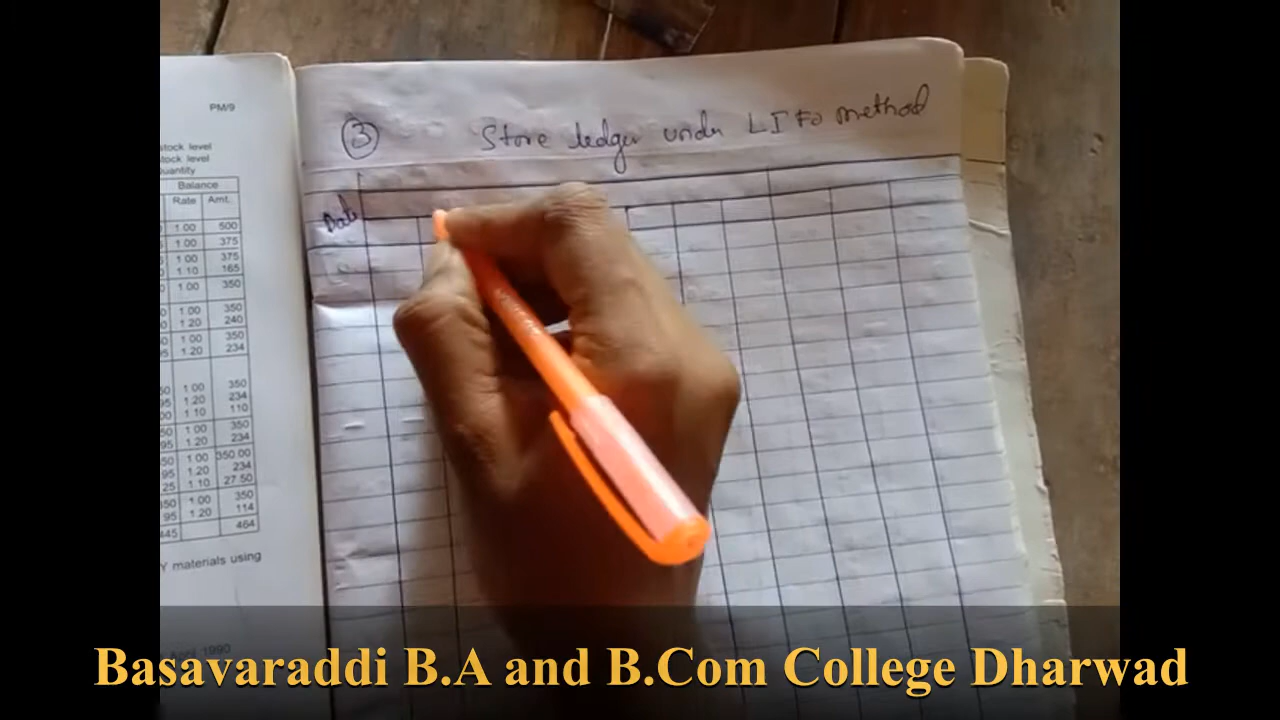 PM/9
stock level
stock level
Quantity
Balance
Rate Amt.
1.00 500
1.00 375
1.00 375
1 10 165
1 00 350
1.00 350
1 20 240
1.00 350
1 20 234
1 00 350
1 20 234
1 10 110
1.00 350
1 20 234
1 00 350.00
1.20 234
1 10 27.50
1.00 350
1.20 114
445 464
Y materials using
April 1990
3
Store ledger under LIFO method
Date
Basavaraddi B.A and B.Com College Dharwad